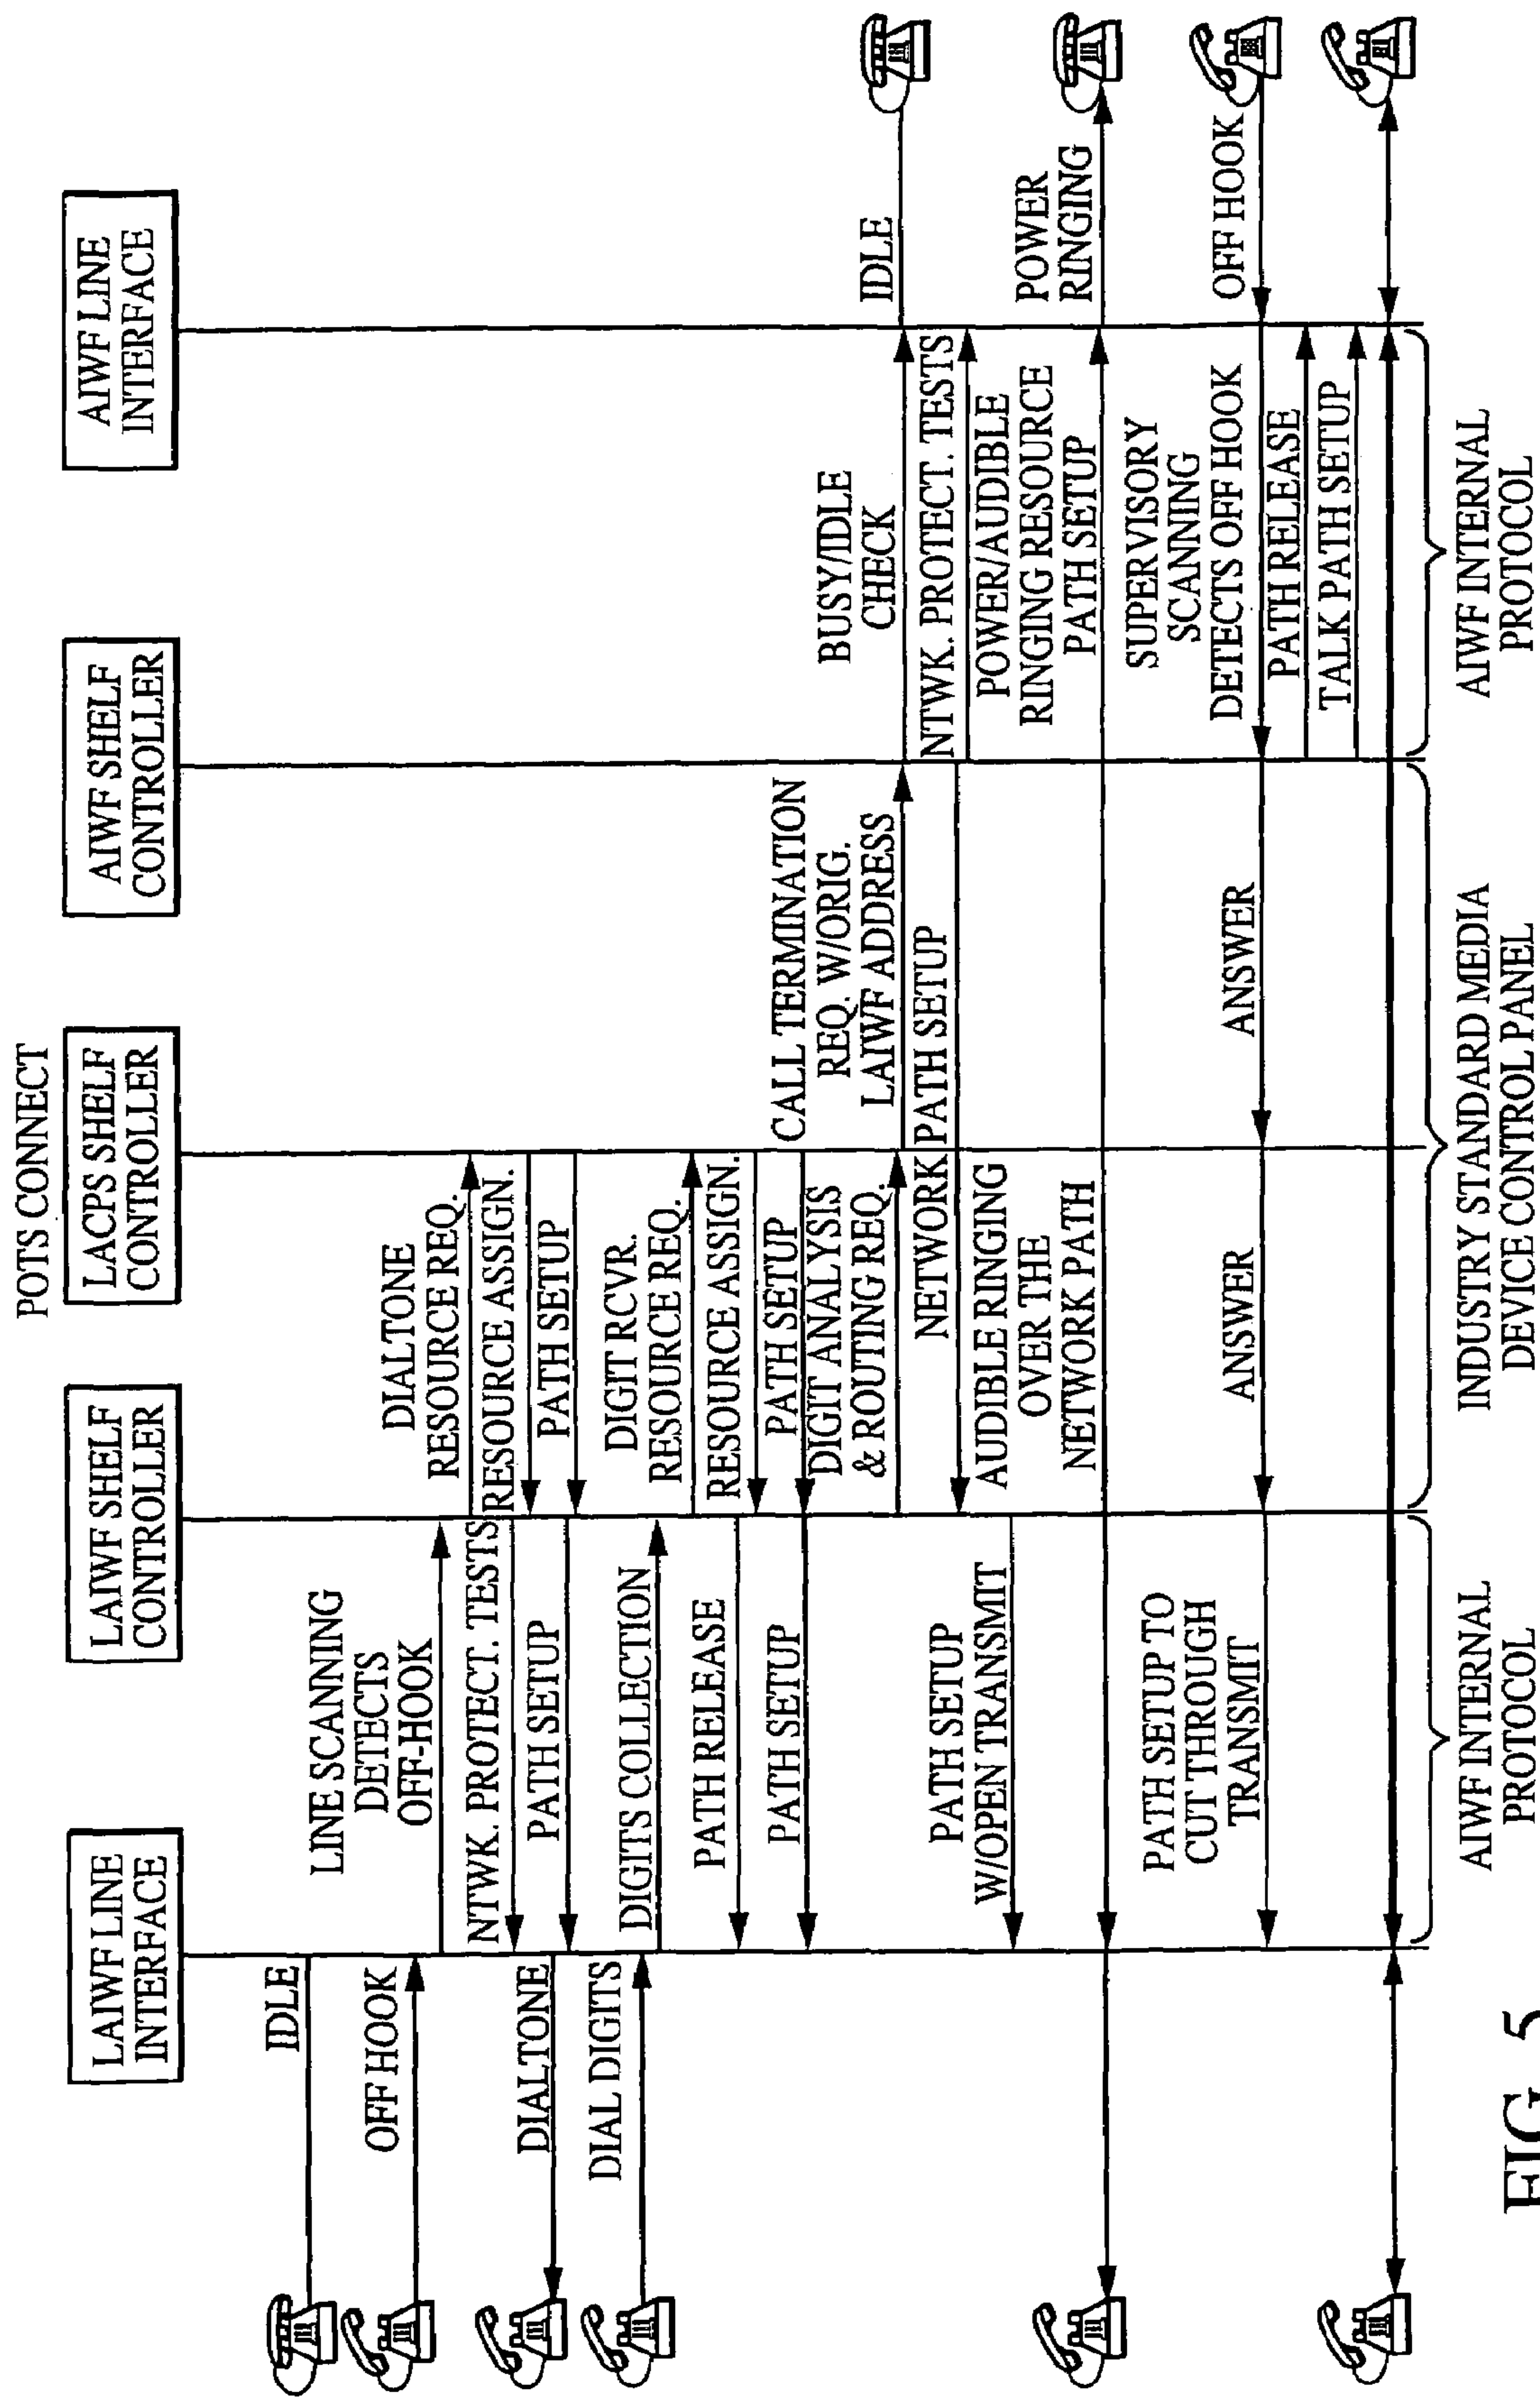 POTS CONNECT
LAIWF LINE
INTERFACE
LAIWF SHELF
CONTROLLER
LACPS SHELF
CONTROLLER
AIWF SHELF
CONTROLLER
AIWF LINE
INTERFACE
IDLE
OFF HOOK
DIALTONE
DIAL DIGITS
LINE SCANNING
DETECTS
OFF-HOOK
NTWK. PROTECT. TESTS
PATH SETUP
DIGITS COLLECTION
PATH RELEASE
PATH SETUP
PATH SETUP
W/OPEN TRANSMIT
PATH SETUP TO
CUT THROUGH
TRANSMIT
DIALTONE
RESOURCE REQ.
RESOURCE ASSIGN.
PATH SETUP
DIGIT RCVR.
RESOURCE REQ.
RESOURCE ASSIGN.
PATH SETUP
DIGIT ANALYSIS
& ROUTING REQ.
NETWORK PATH SETUP
AUDIBLE RINGING
OVER THE
NETWORK PATH
ANSWER
CALL TERMINATION
REQ. W/ORIG.
LAIWF ADDRESS
ANSWER
BUSY/IDLE
CHECK
NTWK. PROTECT. TESTS
POWER/AUDIBLE
RINGING RESOURCE
PATH SETUP
SUPERVISORY
SCANNING
DETECTS OFF HOOK
PATH RELEASE
TALK PATH SETUP
IDLE
POWER
RINGING
OFF HOOK
AIWF INTERNAL
PROTOCOL
INDUSTRY STANDARD MEDIA
DEVICE CONTROL PANEL
AIWF INTERNAL
PROTOCOL
FIG. 5